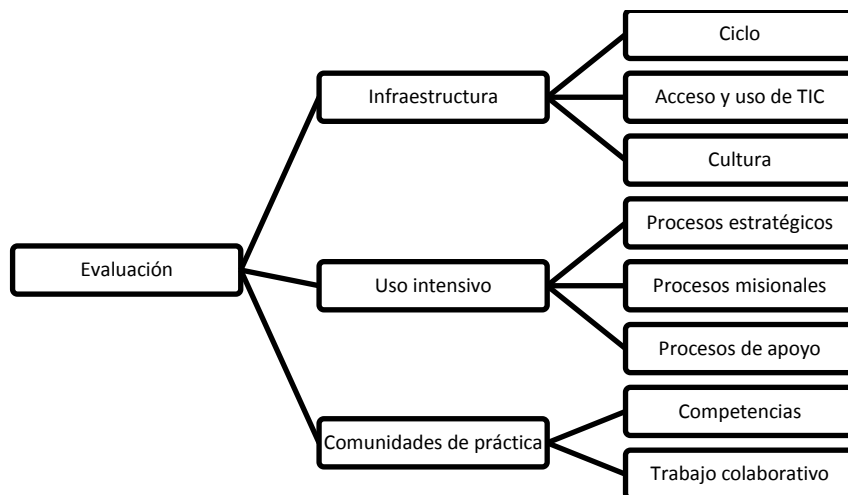 Evaluación
Infraestructura
Ciclo
Acceso y uso de TIC
Cultura
Uso intensivo
Procesos estratégicos
Procesos misionales
Procesos de apoyo
Comunidades de práctica
Competencias
Trabajo colaborativo